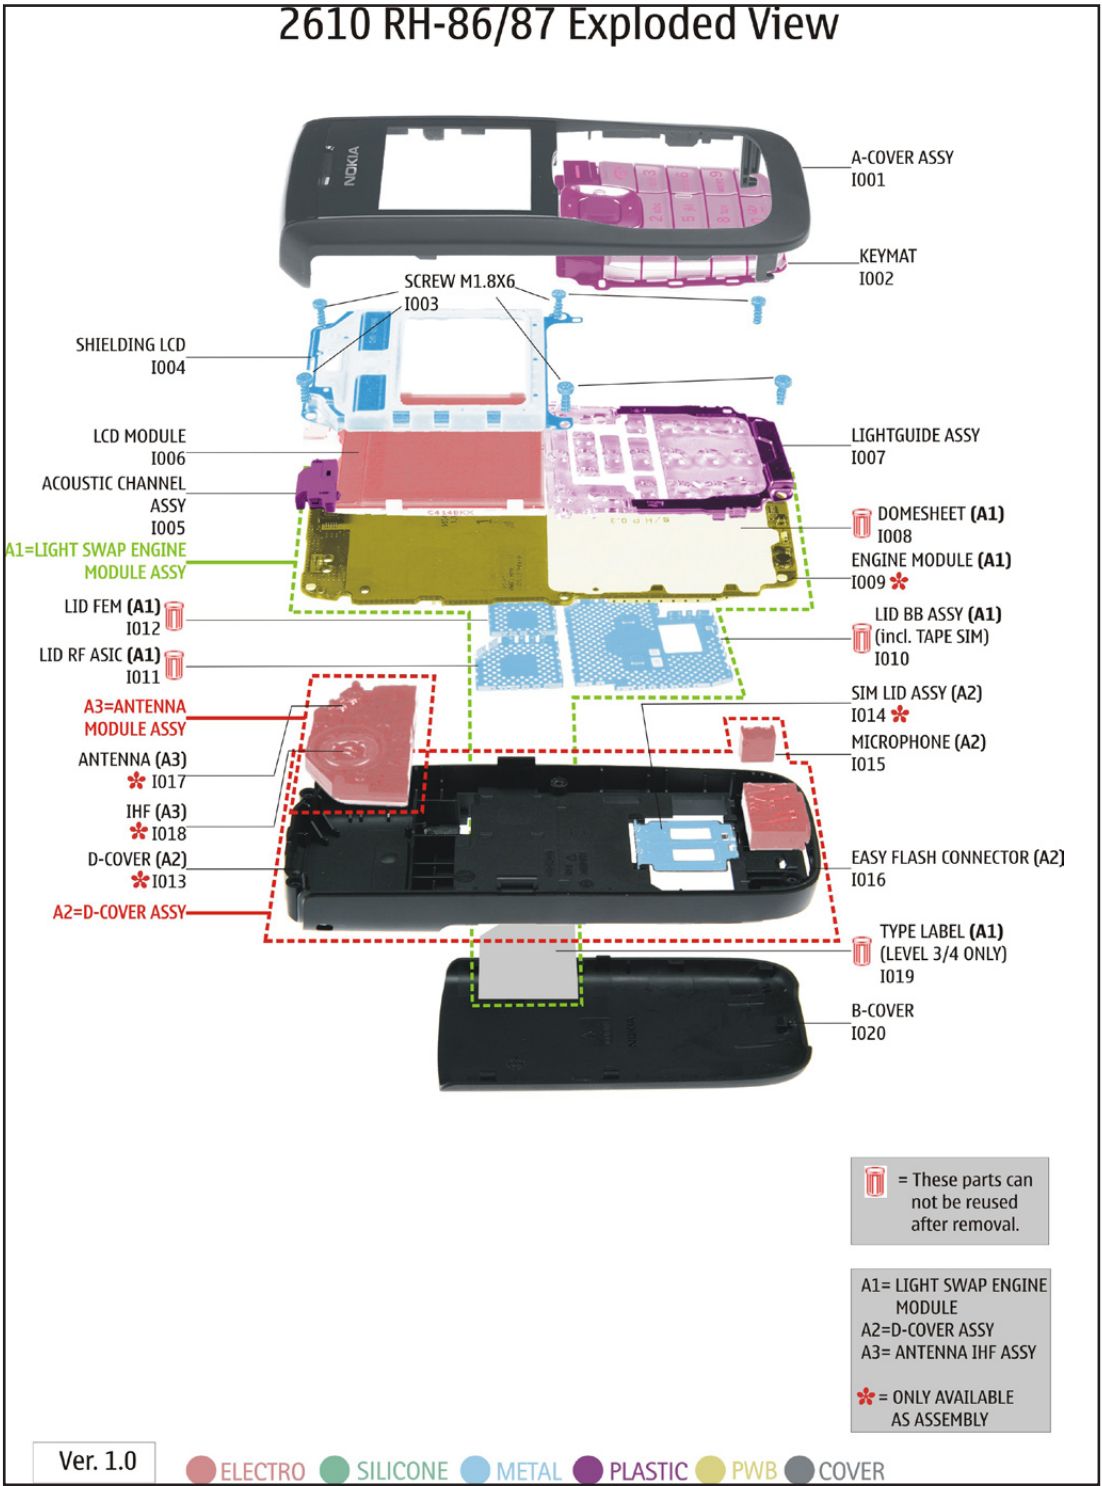 2610 RH-86/87 Exploded View
NOKIA
A-COVER ASSY
I001
KEYMAT
I002
SCREW M1.8X6
I003
SHIELDING LCD
I004
LCD MODULE
I006
LIGHTGUIDE ASSY
I007
ACOUSTIC CHANNEL
ASSY
I005
DOMESHEET (A1)
I008
A1=LIGHT SWAP ENGINE
MODULE ASSY
ENGINE MODULE (A1)
I009
LID FEM (A1)
I012
LID BB ASSY (A1)
(incl. TAPE SIM)
I010
LID RF ASIC (A1)
I011
SIM LID ASSY (A2)
I014
A3=ANTENNA
MODULE ASSY
MICROPHONE (A2)
I015
ANTENNA (A3)
I017
IHF (A3)
I018
D-COVER (A2)
I013
EASY FLASH CONNECTOR (A2)
I016
A2=D-COVER ASSY
TYPE LABEL (A1)
(LEVEL 3/4 ONLY)
I019
B-COVER
I020
= These parts can
not be reused
after removal.
A1= LIGHT SWAP ENGINE
MODULE
A2=D-COVER ASSY
A3= ANTENNA IHF ASSY
= ONLY AVAILABLE
AS ASSEMBLY
Ver. 1.0
ELECTRO SILICONE METAL PLASTIC PWB COVER